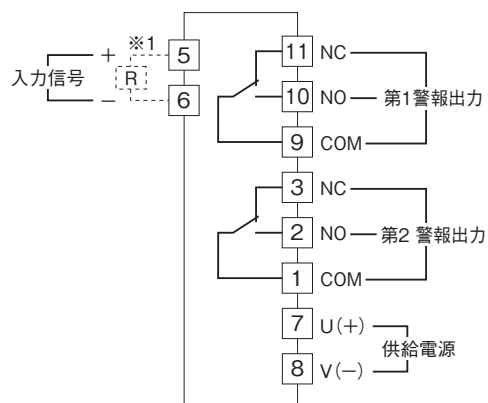 入力信号
+
−
※1
R
5
6
11 NC
10 NO 第1警報出力
9 COM
3 NC
2 NO 第2 警報出力
1 COM
7 U(+)
供給電源
8 V(−)